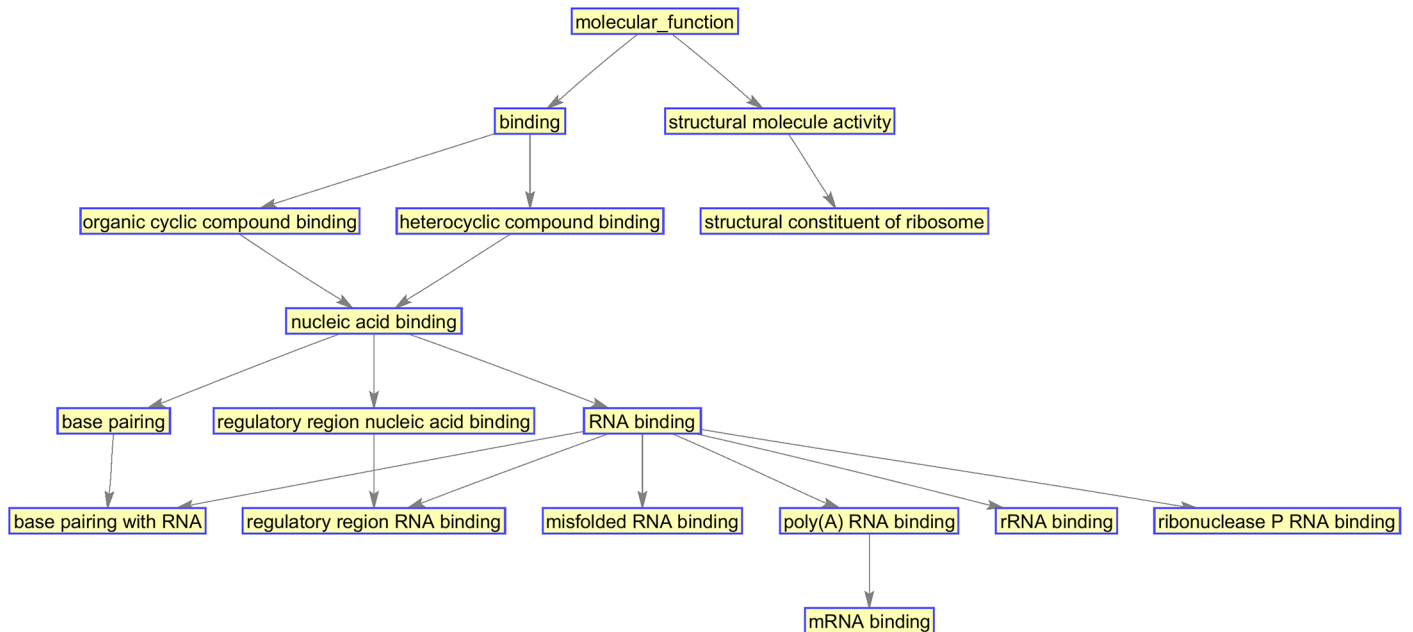 molecular_function
binding
structural molecule activity
organic cyclic compound binding
heterocyclic compound binding
structural constituent of ribosome
nucleic acid binding
base pairing
regulatory region nucleic acid binding
RNA binding
base pairing with RNA
regulatory region RNA binding
misfolded RNA binding
poly(A) RNA binding
rRNA binding
ribonuclease P RNA binding
mRNA binding